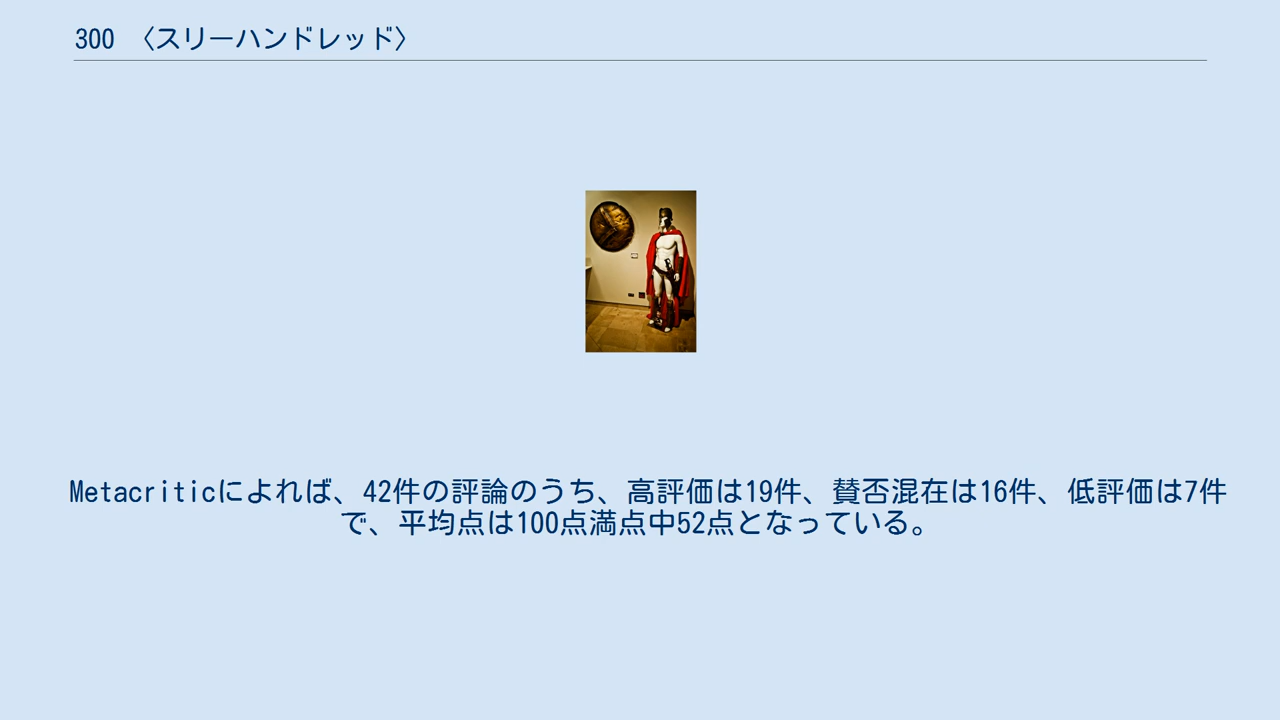 300 〈スリーハンドレッド〉
Metacriticによれば、42件の評論のうち、高評価は19件、賛否混在は16件、低評価は7件
で、平均点は100点満点中52点となっている。